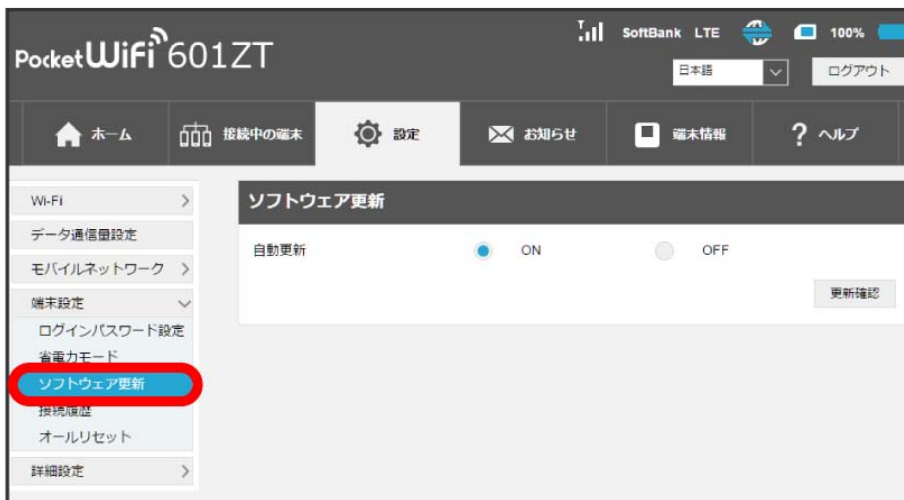 Pocket WiFi 601ZT
SoftBank LTE 100%
日本語
ログアウト
ホーム
接続中の端末
設定
お知らせ
端末情報
? ヘルプ
Wi-Fi
データ通信量設定
モバイルネットワーク
端末設定
ログインパスワード設定
省電力モード
ソフトウェア更新
接続履歴
オールリセット
詳細設定
ソフトウェア更新
自動更新 ON OFF
更新確認